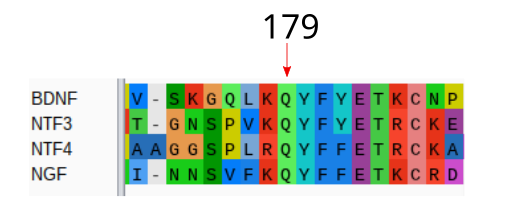 179
BDNF V - S K G Q L K Q Y F Y E T K C N P
NTF3 T - G N S P V K Q Y F Y E T R C K E
NTF4 A A G G S P L R Q Y F F E T R C K A
NGF I - N N S V F K Q Y F F E T K C R D